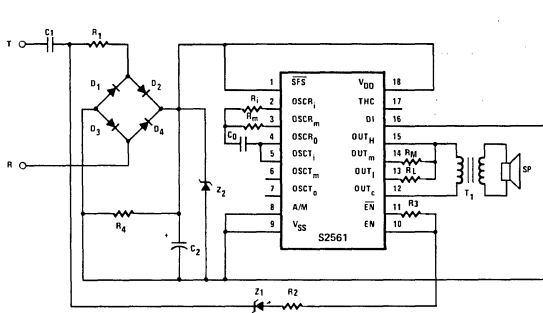 T
C1
R1
D1
D2
D3
D4
R
R4
C2
Z2
Z1
R2
Ri
Rm
C0
1 SFS
2 OSCRi
3 OSCRm
4 OSCR0
5 OSCTi
6 OSCTm
7 OSCTo
8 A/M
9 VSS
VDD 18
THC 17
DI 16
OUTH 15
OUTm 14
OUTl 13
OUTc 12
EN 11
EN 10
S2561
RM
RL
R3
T1
SP